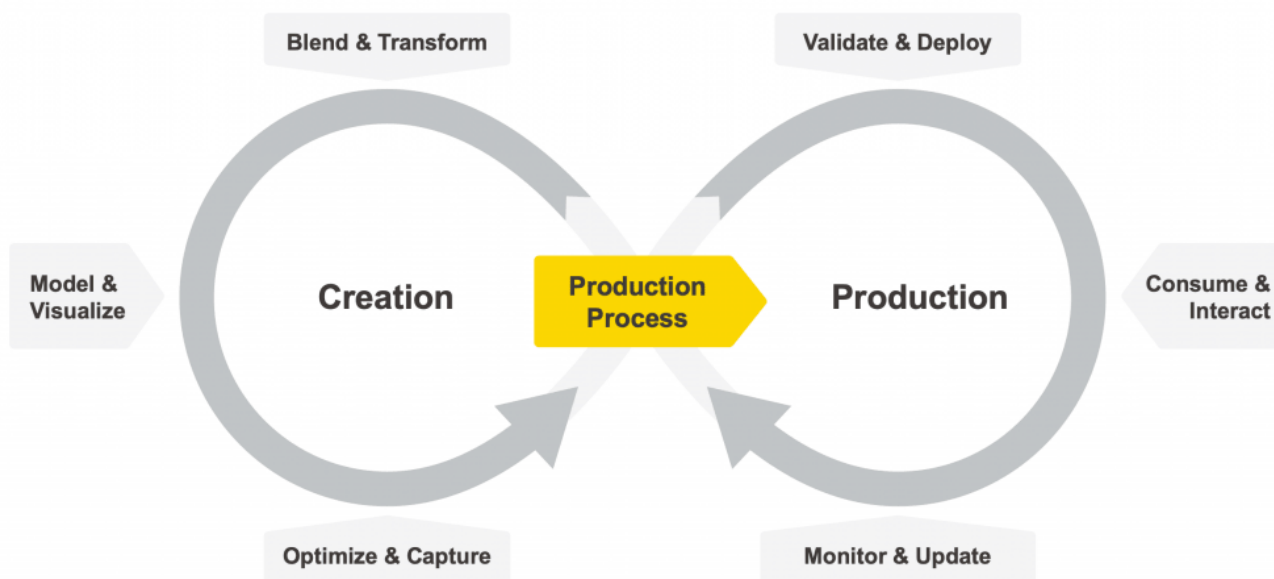 Blend & Transform
Validate & Deploy
Model &
Visualize
Creation
Production
Process
Production
Consume &
Interact
Optimize & Capture
Monitor & Update